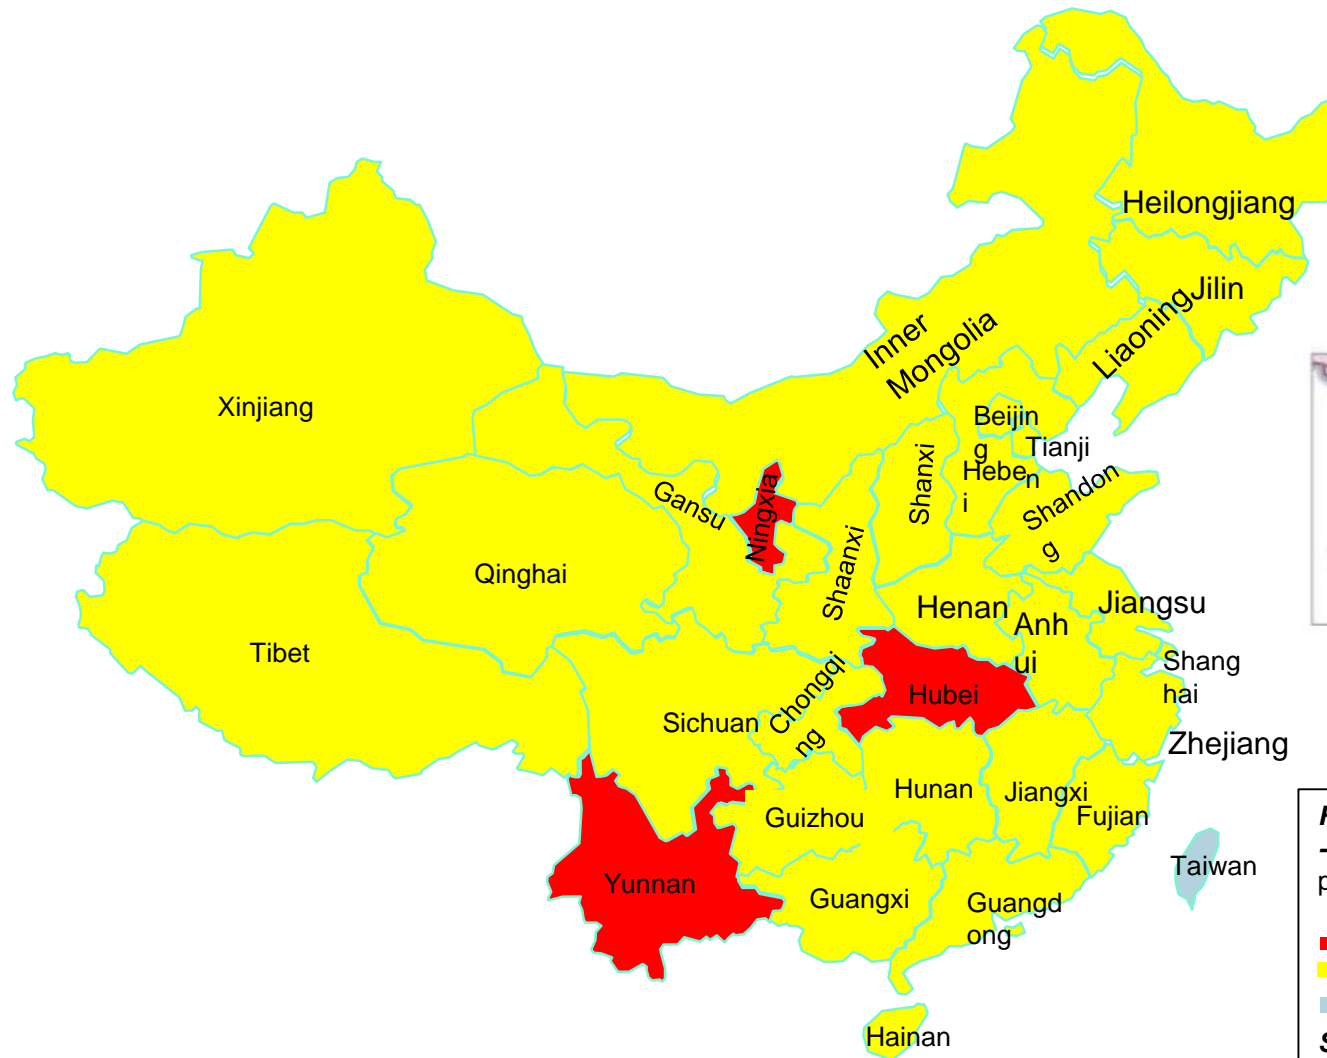 Heilongjiang
Jilin
Liaoning
Inner
Mongolia
Xinjiang
Beijin
g
Tianji
n
Hebe
i
Shanxi
Shandon
g
Gansu
Ningxia
Shaanxi
Qinghai
Henan
Jiangsu
Anh
ui
Tibet
Shang
hai
Hubei
Chongqi
ng
Sichuan
Zhejiang
Hunan
Jiangxi
Fujian
Guizhou
Taiwan
Yunnan
Guangxi
Guangd
ong
Hainan